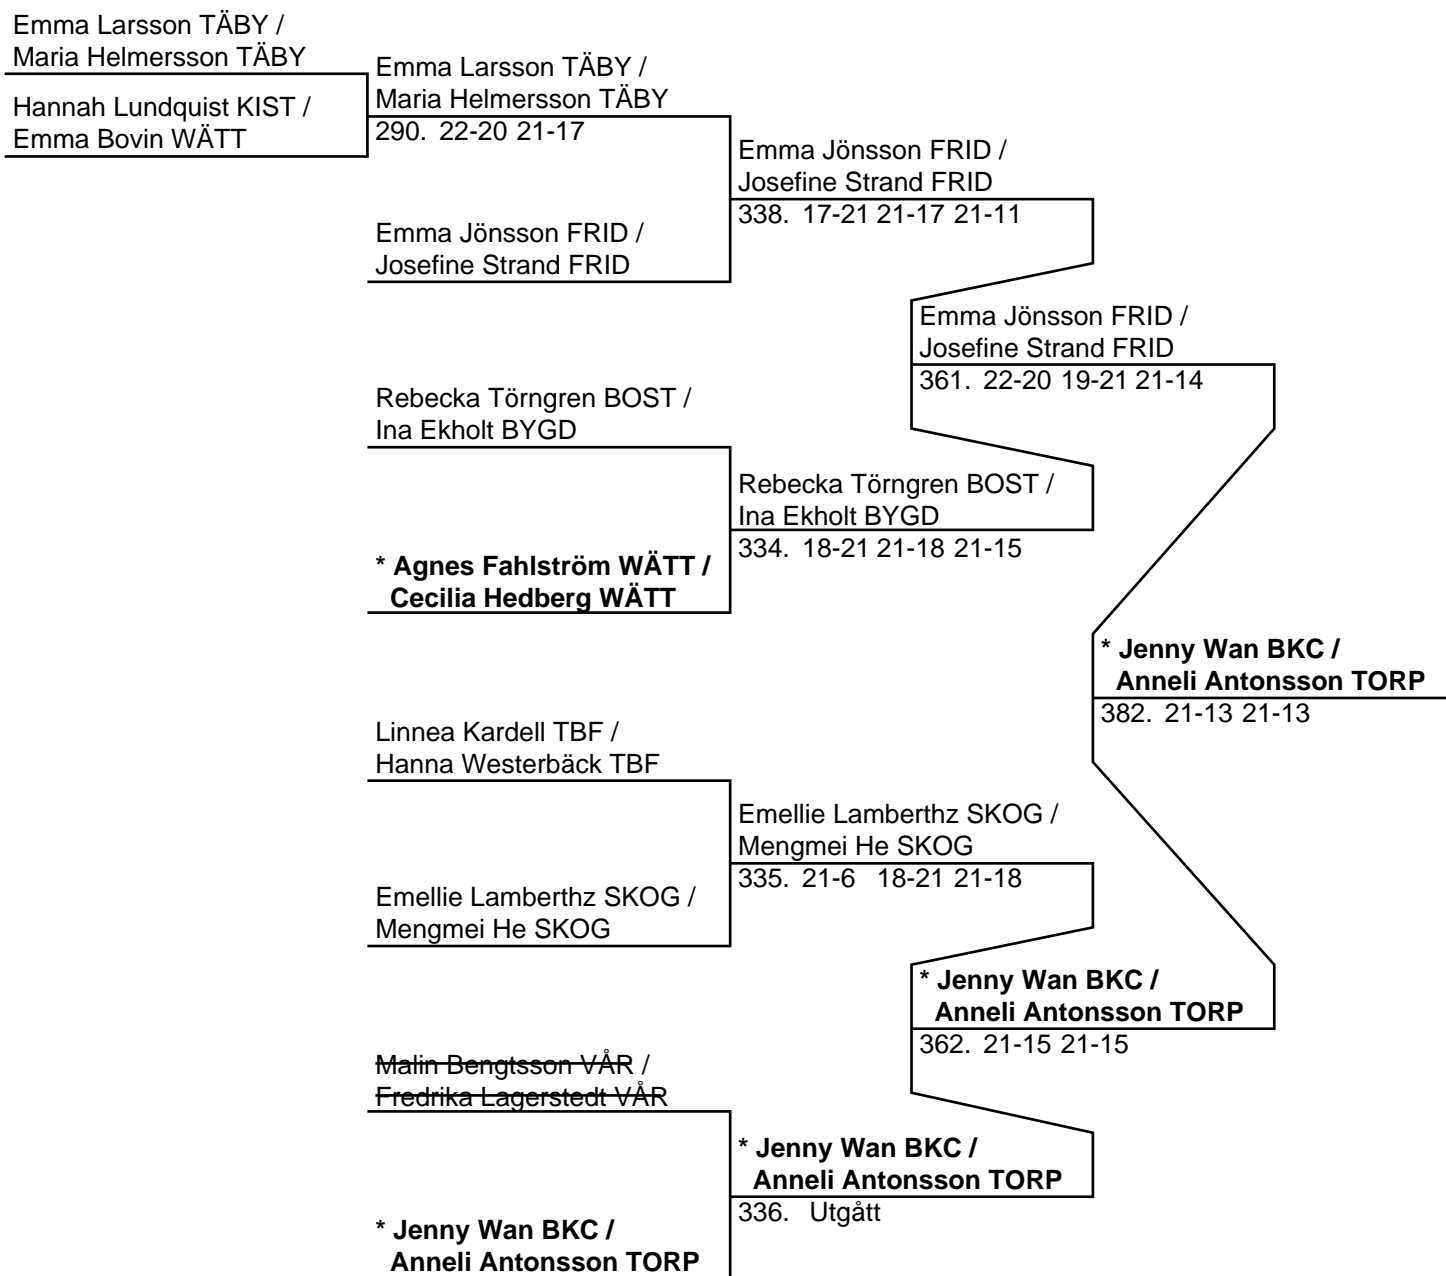 Emma Larsson TÄBY /
Maria Helmersson TÄBY
Hannah Lundquist KIST /
Emma Bovin WÄTT
Emma Larsson TÄBY /
Maria Helmersson TÄBY
290. 22-20 21-17
Emma Jönsson FRID /
Josefine Strand FRID
Rebecka Törngren BOST /
Ina Ekholt BYGD
* Agnes Fahlström WÄTT /
Cecilia Hedberg WÄTT
Linnea Kardell TBF /
Hanna Westerbäck TBF
Emellie Lamberthz SKOG /
Mengmei He SKOG
Malin Bengtsson VÅR /
Fredrika Lagerstedt VÅR
* Jenny Wan BKC /
Anneli Antonsson TORP
Emma Jönsson FRID /
Josefine Strand FRID
338. 17-21 21-17 21-11
Rebecka Törngren BOST /
Ina Ekholt BYGD
334. 18-21 21-18 21-15
Emellie Lamberthz SKOG /
Mengmei He SKOG
335. 21-6 18-21 21-18
* Jenny Wan BKC /
Anneli Antonsson TORP
336. Utgått
Emma Jönsson FRID /
Josefine Strand FRID
361. 22-20 19-21 21-14
* Jenny Wan BKC /
Anneli Antonsson TORP
362. 21-15 21-15
* Jenny Wan BKC /
Anneli Antonsson TORP
382. 21-13 21-13